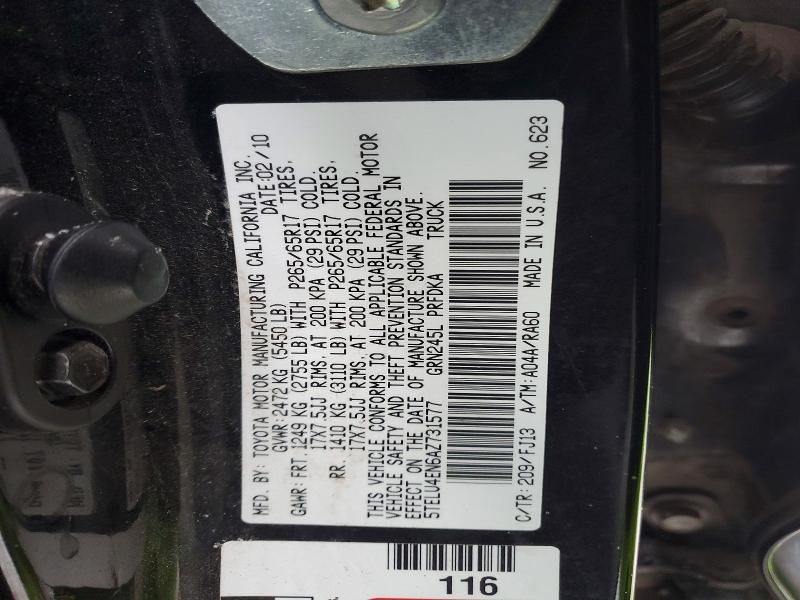 MFD. BY: TOYOTA MOTOR MANUFACTURING CALIFORNIA INC.
GVWR: 2472 KG (5450 LB) DATE: 02/10
GAWR: FRT. 1249 KG (2755 LB) WITH P265/65R17 TIRES,
17X7.5JJ RIMS, AT 200 KPA (29 PSI) COLD.
RR. 1410 KG (3110 LB) WITH P265/65R17 TIRES,
17X7.5JJ RIMS, AT 200 KPA (29 PSI) COLD.
THIS VEHICLE CONFORMS TO ALL APPLICABLE FEDERAL MOTOR
VEHICLE SAFETY AND THEFT PREVENTION STANDARDS IN
EFFECT ON THE DATE OF MANUFACTURE SHOWN ABOVE.
5TELU4EN6AZ731577 GRN245L PRFDKA TRUCK
C/TR: 209/FJ13 A/TM: A04A/RA60 MADE IN U.S.A. NO. 623
116